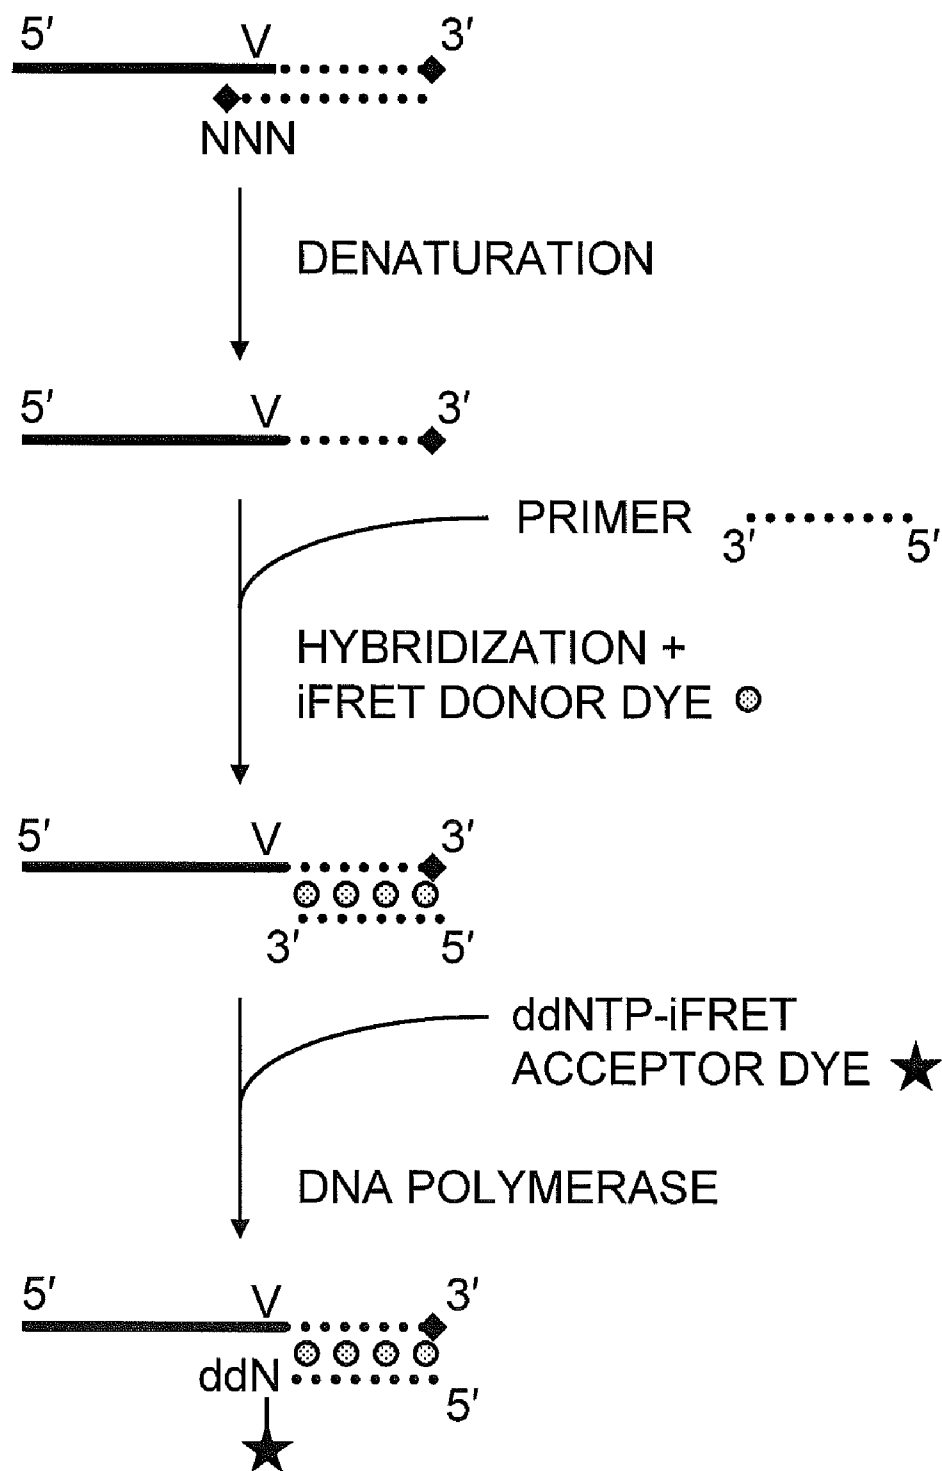 5′ V 3′
NNN
DENATURATION
5′ V 3′
PRIMER
3′ 5′
HYBRIDIZATION +
iFRET DONOR DYE
5′ V 3′
3′ 5′
ddNTP-iFRET
ACCEPTOR DYE
DNA POLYMERASE
5′ V 3′
ddN
5′